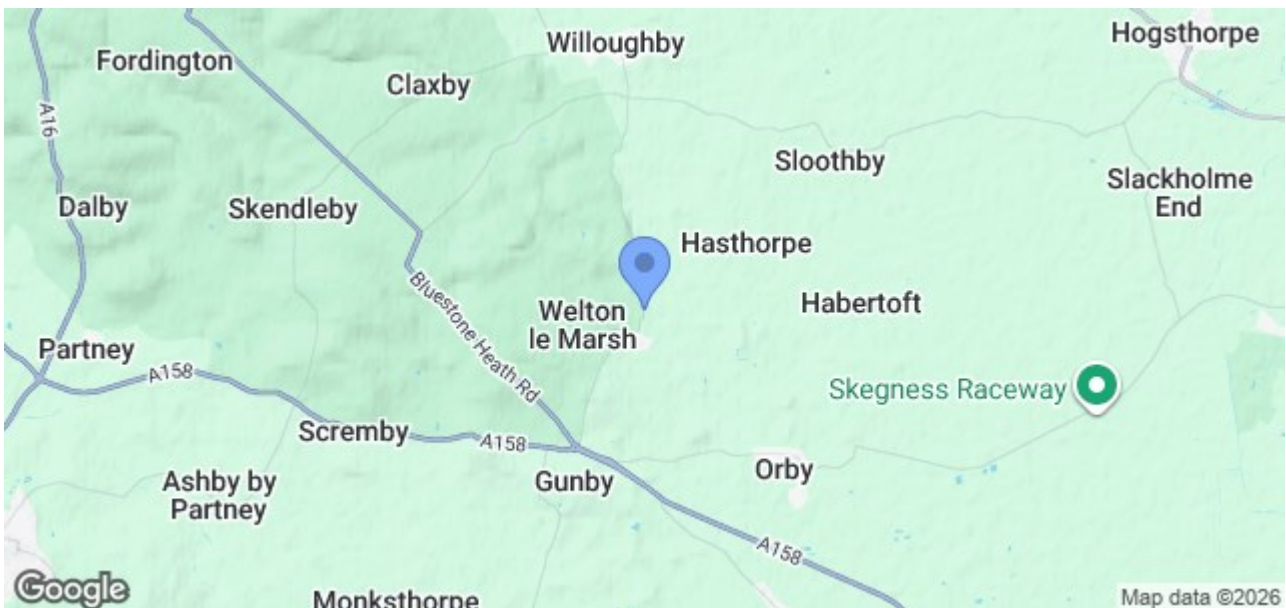 Willoughby
Hogsthorpe
Fordington
Claxby
A16
Sloothby
Slackholme
End
Dalby
Skendleby
Hasthorpe
Bluestone Heath Rd
Welton
le Marsh
Habertoft
Partney
A158
Skegness Raceway
Scremby
A158
Orby
Ashby by
Partney
Gunby
A158
Google
Monksthorpe
Map data ©2026